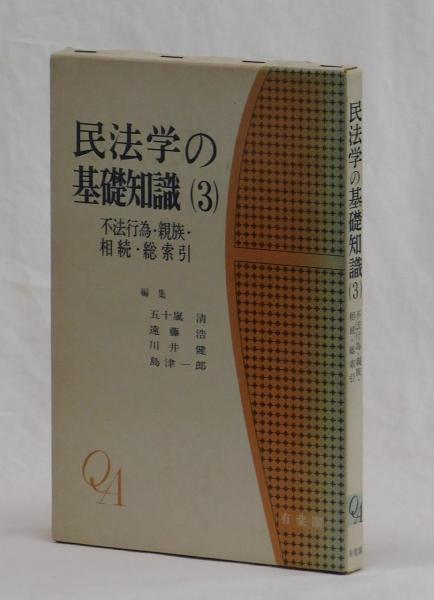 民法学の
基礎知識 (3)
不法行為・親族・
相続・総索引
編集
五十嵐 清
遠藤 浩
川井 健
島津一郎
QA
有斐閣
民法学の基礎知識 (3)
不法行為・親族・
相続・総索引
QA
有斐閣